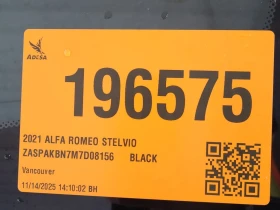 ADESA
196575
2021 ALFA ROMEO STELVIO
ZASPAKBN7M7D08156 BLACK
Vancouver
11/14/2025 14:10:02 BH